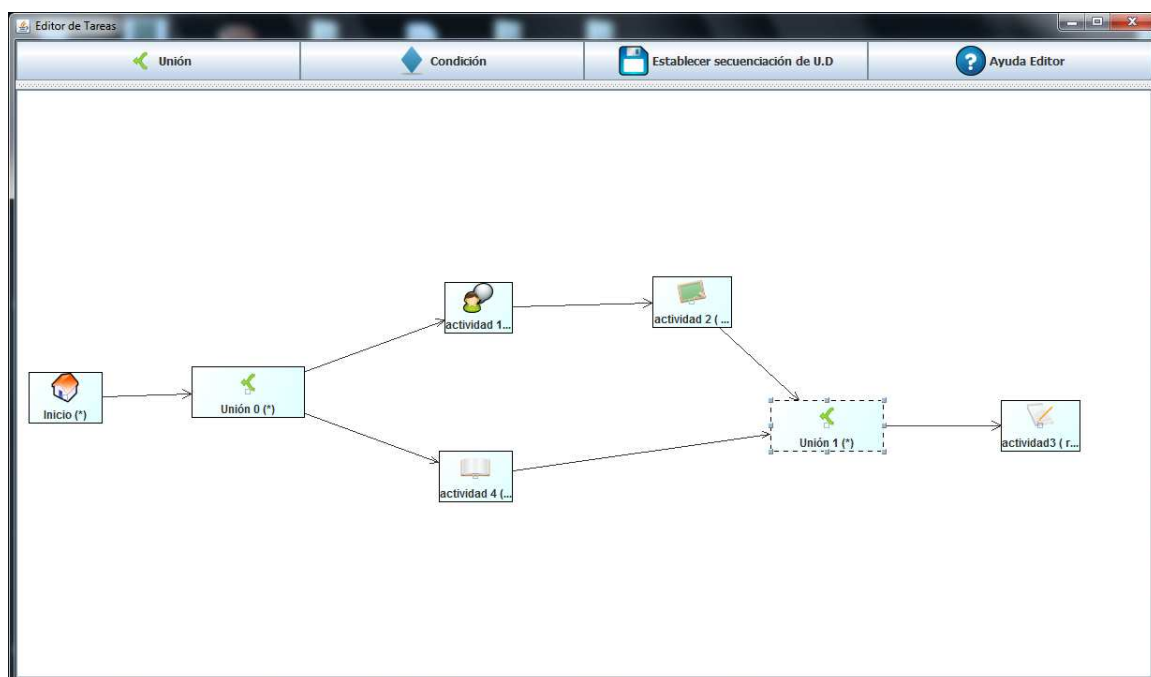 Editor de Tareas
Unión
Condición
Establecer secuenciación de U.D
Ayuda Editor
actividad 1...
actividad 2 ( ...
Inicio (*)
Unión 0 (*)
Unión 1 (*)
actividad3 ( r...
actividad 4 (...